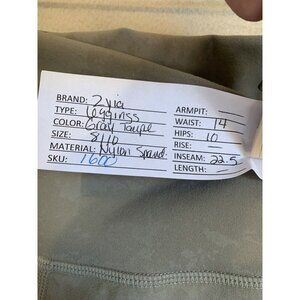 BRAND: Zyia
TYPE: Leggings
COLOR: Gray Taupe
SIZE: 8/10
MATERIAL: Nylon Spand
SKU: 1600
ARMPIT: —
WAIST: 14
HIPS: 10
RISE: —
INSEAM: 22.5
LENGTH: —